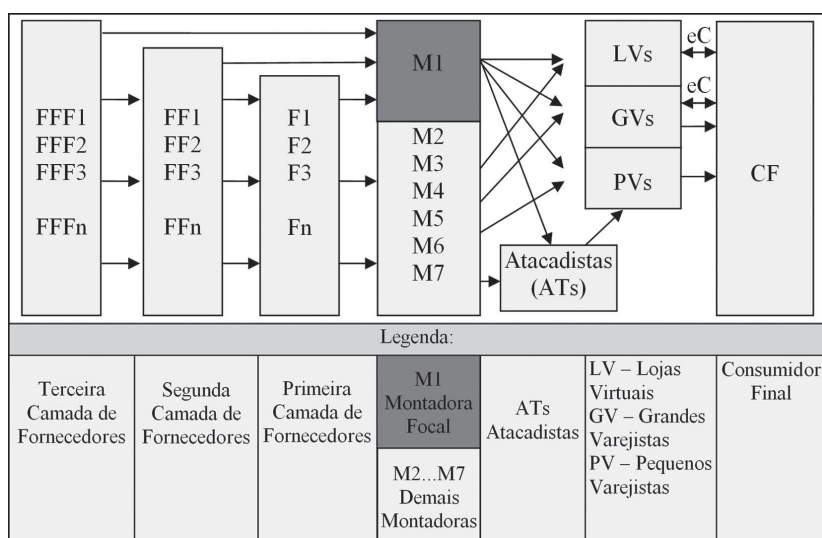 FFF1
FFF2
FFF3
FFFn
FF1
FF2
FF3
FFn
F1
F2
F3
Fn
M1
M2
M3
M4
M5
M6
M7
Atacadistas
(ATs)
LVs
GVs
PVs
eC
eC
CF
Legenda:
Terceira
Camada de
Fornecedores
Segunda
Camada de
Fornecedores
Primeira
Camada de
Fornecedores
M1
Montadora
Focal
M2...M7
Demais
Montadoras
ATs
Atacadistas
LV – Lojas
Virtuais
GV – Grandes
Varejistas
PV – Pequenos
Varejistas
Consumidor
Final